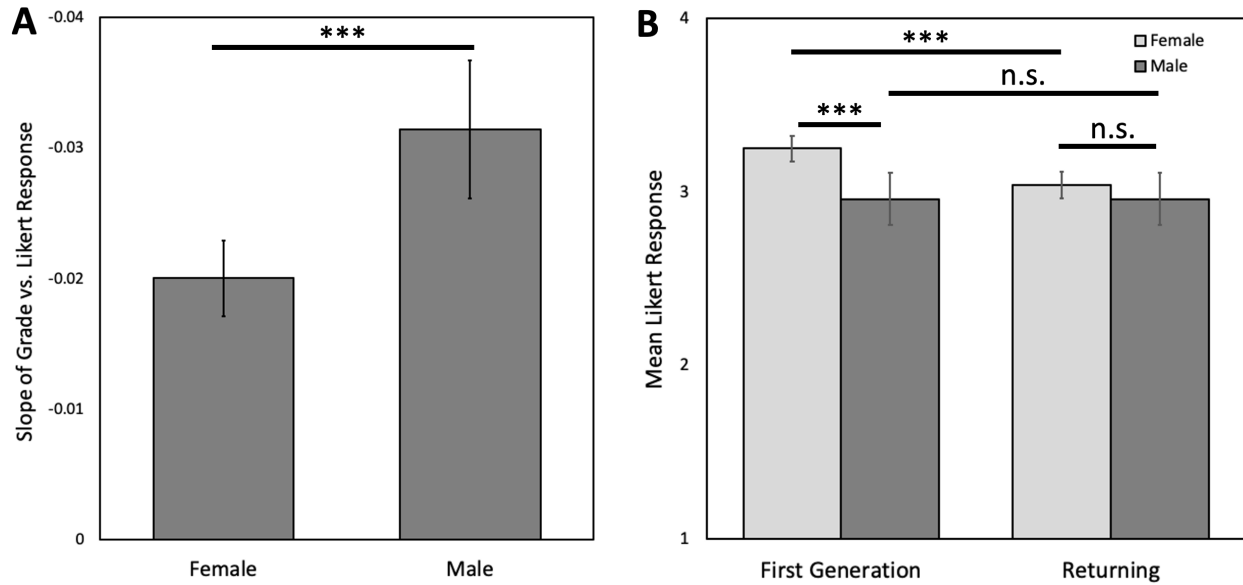 A
Slope of Grade vs. Likert Response
-0.04
-0.03
-0.02
-0.01
0
***
Female
Male
B
Mean Likert Response
4
3
2
1
Female
Male
***
n.s.
***
n.s.
First Generation
Returning